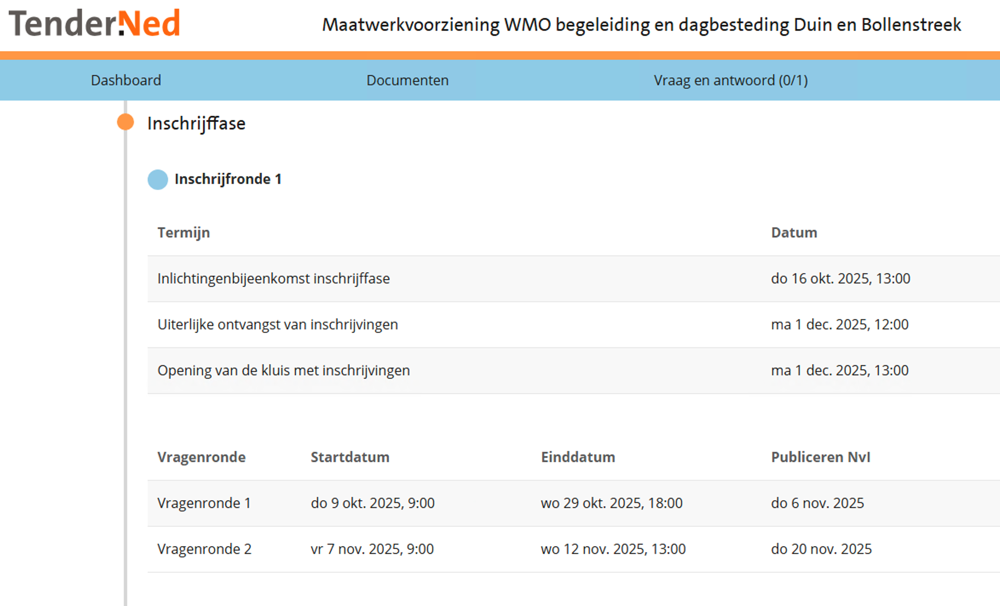 TenderNed
Maatwerkvoorziening WMO begeleiding en dagbesteding Duin en Bollenstreek
Dashboard Documenten Vraag en antwoord (0/1)
Inschrijffase
Inschrijfronde 1
Termijn Datum
Inlichtingenbijeenkomst inschrijffase do 16 okt. 2025, 13:00
Uiterlijke ontvangst van inschrijvingen ma 1 dec. 2025, 12:00
Opening van de kluis met inschrijvingen ma 1 dec. 2025, 13:00
Vragenronde Startdatum Einddatum Publiceren NvI
Vragenronde 1 do 9 okt. 2025, 9:00 wo 29 okt. 2025, 18:00 do 6 nov. 2025
Vragenronde 2 vr 7 nov. 2025, 9:00 wo 12 nov. 2025, 13:00 do 20 nov. 2025